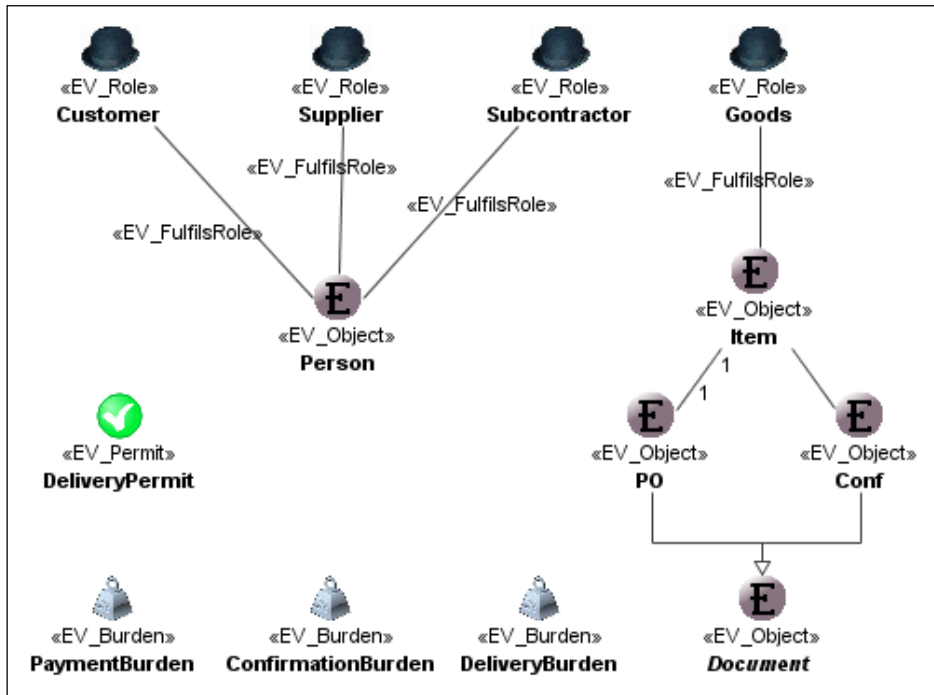 «EV_Role»
Customer
«EV_Role»
Supplier
«EV_Role»
Subcontractor
«EV_Role»
Goods
«EV_FulfilsRole»
«EV_FulfilsRole»
«EV_FulfilsRole»
«EV_FulfilsRole»
E
«EV_Object»
Person
E
«EV_Object»
Item
1
1
«EV_Permit»
DeliveryPermit
E
«EV_Object»
PO
E
«EV_Object»
Conf
«EV_Burden»
PaymentBurden
«EV_Burden»
ConfirmationBurden
«EV_Burden»
DeliveryBurden
E
«EV_Object»
Document